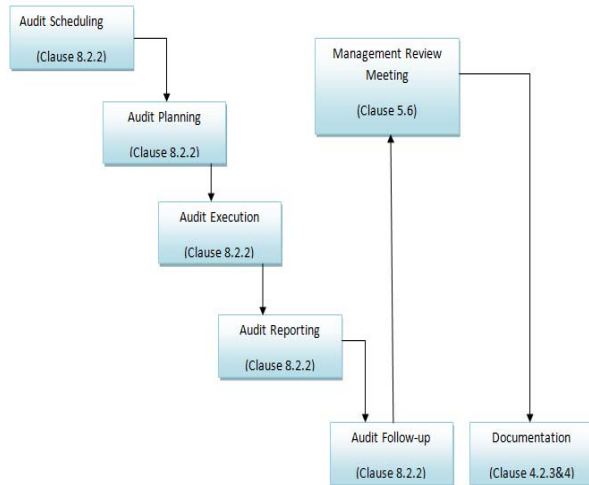 Audit Scheduling
(Clause 8.2.2)
Audit Planning
(Clause 8.2.2)
Audit Execution
(Clause 8.2.2)
Audit Reporting
(Clause 8.2.2)
Audit Follow-up
(Clause 8.2.2)
Management Review
Meeting
(Clause 5.6)
Documentation
(Clause 4.2.3&4)